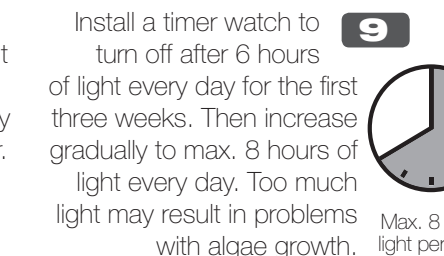 Install a timer watch to
turn off after 6 hours
of light every day for the first
three weeks. Then increase
gradually to max. 8 hours of
light every day. Too much
light may result in problems
with algae growth.
9
Max. 8
light per